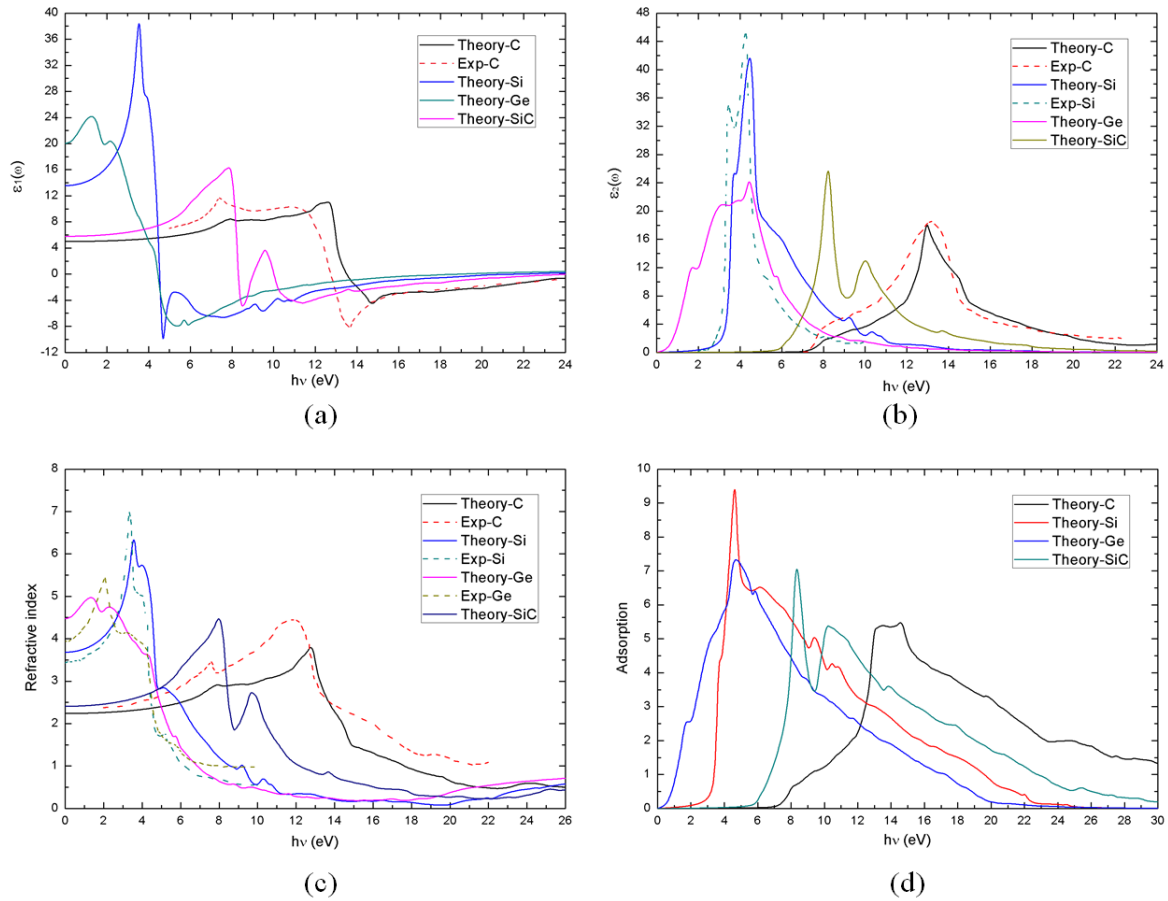 40
36
32
28
24
20
16
12
8
4
0
-4
-8
-12
ε1(ω)
Theory-C
Exp-C
Theory-Si
Theory-Ge
Theory-SiC
0 2 4 6 8 10 12 14 16 18 20 22 24
hν (eV)
(a)
48
44
40
36
32
28
24
20
16
12
8
4
0
ε2(ω)
Theory-C
Exp-C
Theory-Si
Exp-Si
Theory-Ge
Theory-SiC
0 2 4 6 8 10 12 14 16 18 20 22 24
hν (eV)
(b)
8
7
6
5
4
3
2
1
0
Refractive index
Theory-C
Exp-C
Theory-Si
Exp-Si
Theory-Ge
Exp-Ge
Theory-SiC
0 2 4 6 8 10 12 14 16 18 20 22 24 26
hν (eV)
(c)
10
9
8
7
6
5
4
3
2
1
0
Adsorption
Theory-C
Theory-Si
Theory-Ge
Theory-SiC
0 2 4 6 8 10 12 14 16 18 20 22 24 26 28 30
hν (eV)
(d)